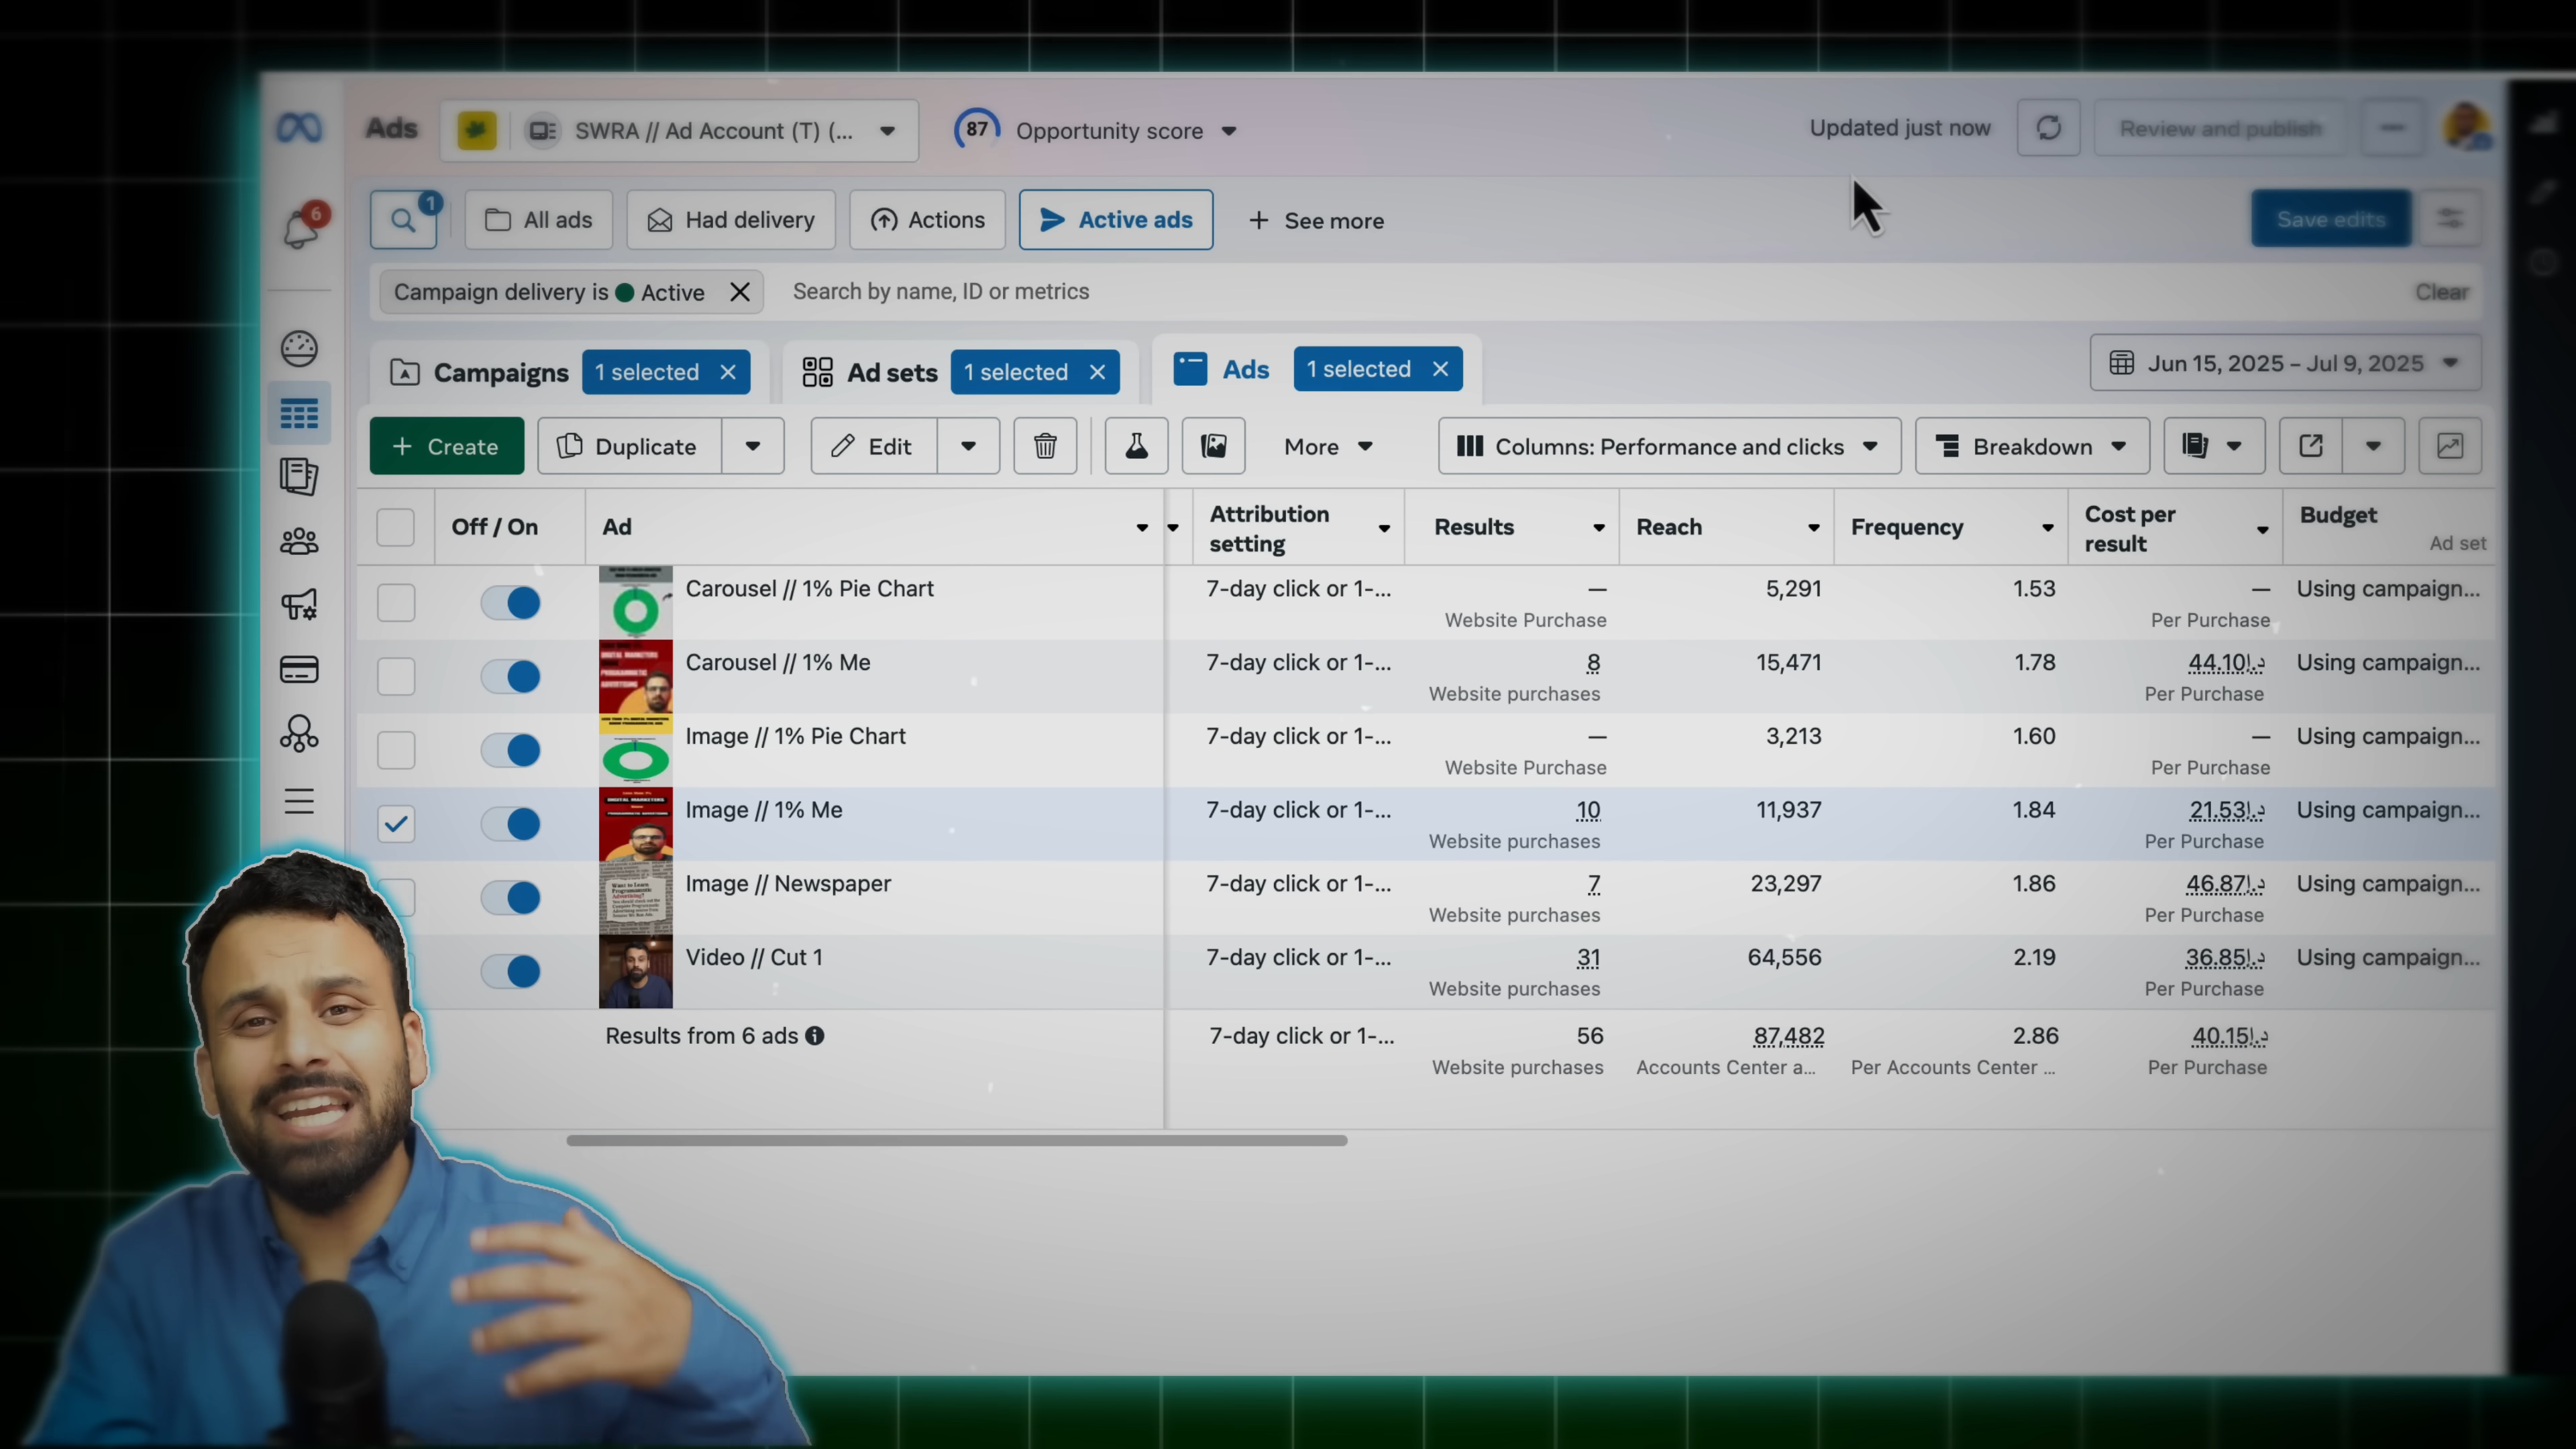 Ads
SWRA // Ad Account (T) (...
87
Opportunity score
Updated just now
Review and publish
6
1
All ads
Had delivery
Actions
Active ads
+ See more
Save edits
Campaign delivery is Active
Search by name, ID or metrics
Clear
Campaigns 1 selected
Ad sets 1 selected
Ads 1 selected
Jun 15, 2025 – Jul 9, 2025
+ Create
Duplicate
Edit
More
Columns: Performance and clicks
Breakdown
Off / On
Ad
Attribution setting
Results
Reach
Frequency
Cost per result
Budget
Ad set
Carousel // 1% Pie Chart 7-day click or 1-... — 5,291 1.53 — Using campaign...
Website Purchase Per Purchase
Carousel // 1% Me 7-day click or 1-... 8 15,471 1.78 44.10د.إ. Using campaign...
Website purchases Per Purchase
Image // 1% Pie Chart 7-day click or 1-... — 3,213 1.60 — Using campaign...
Website Purchase Per Purchase
Image // 1% Me 7-day click or 1-... 10 11,937 1.84 21.53د.إ. Using campaign...
Website purchases Per Purchase
Image // Newspaper 7-day click or 1-... 7 23,297 1.86 46.87د.إ. Using campaign...
Website purchases Per Purchase
Video // Cut 1 7-day click or 1-... 31 64,556 2.19 36.85د.إ. Using campaign...
Website purchases Per Purchase
Results from 6 ads 7-day click or 1-... 56 87,482 2.86 40.15د.إ.
Website purchases Accounts Center a... Per Accounts Center ... Per Purchase